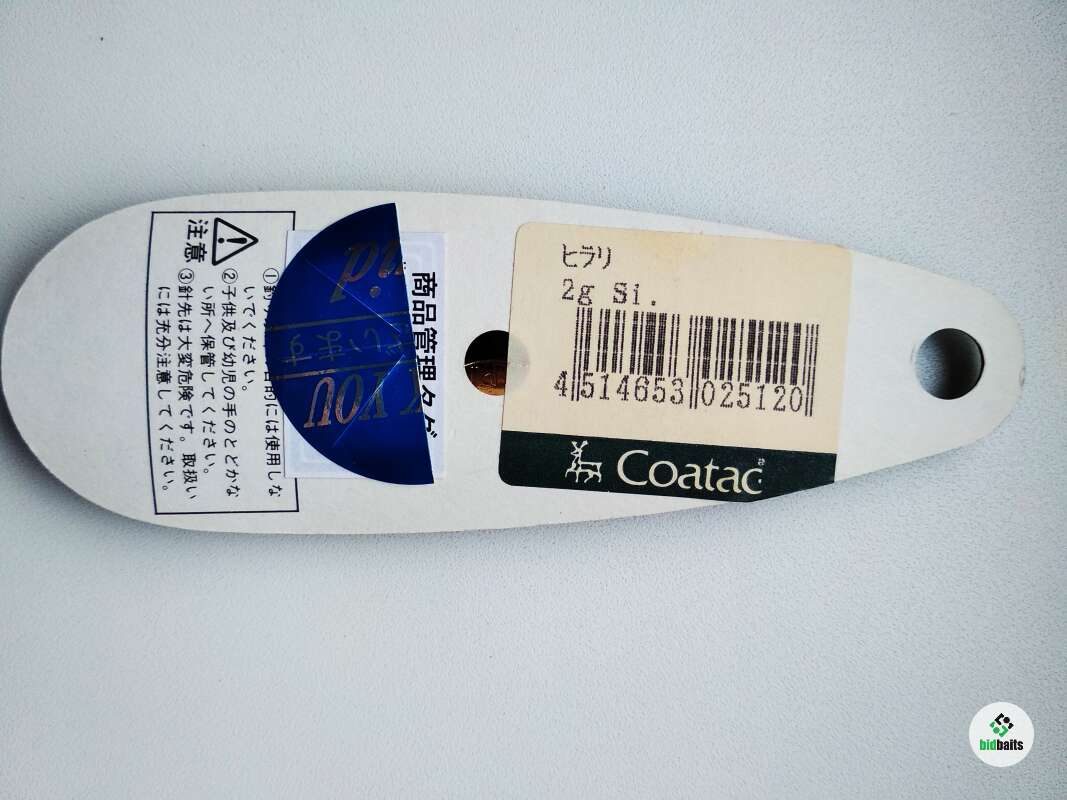 ヒラリ
2g Si.
4 514653 025120
Coatac
商品管理タグ
YOU
注意
いでください。
②子供及び幼児の手のとどかな
い所へ保管してください。
③針先は大変危険です。取扱い
には充分注意してください。
bidbaits